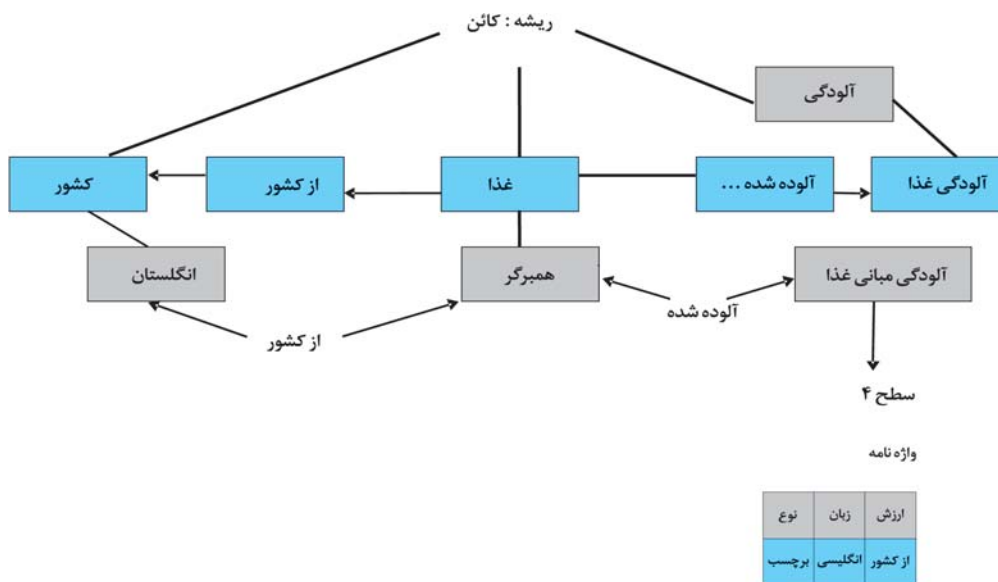 ریشه : کائن
آلودگی
آلودگی غذا
آلوده شده ...
غذا
از کشور
کشور
آلودگی مبانی غذا
همبرگر
انگلستان
آلوده شده
از کشور
سطح ۴
واژه نامه
ارزش زبان نوع
از کشور انگلیسی برچسب